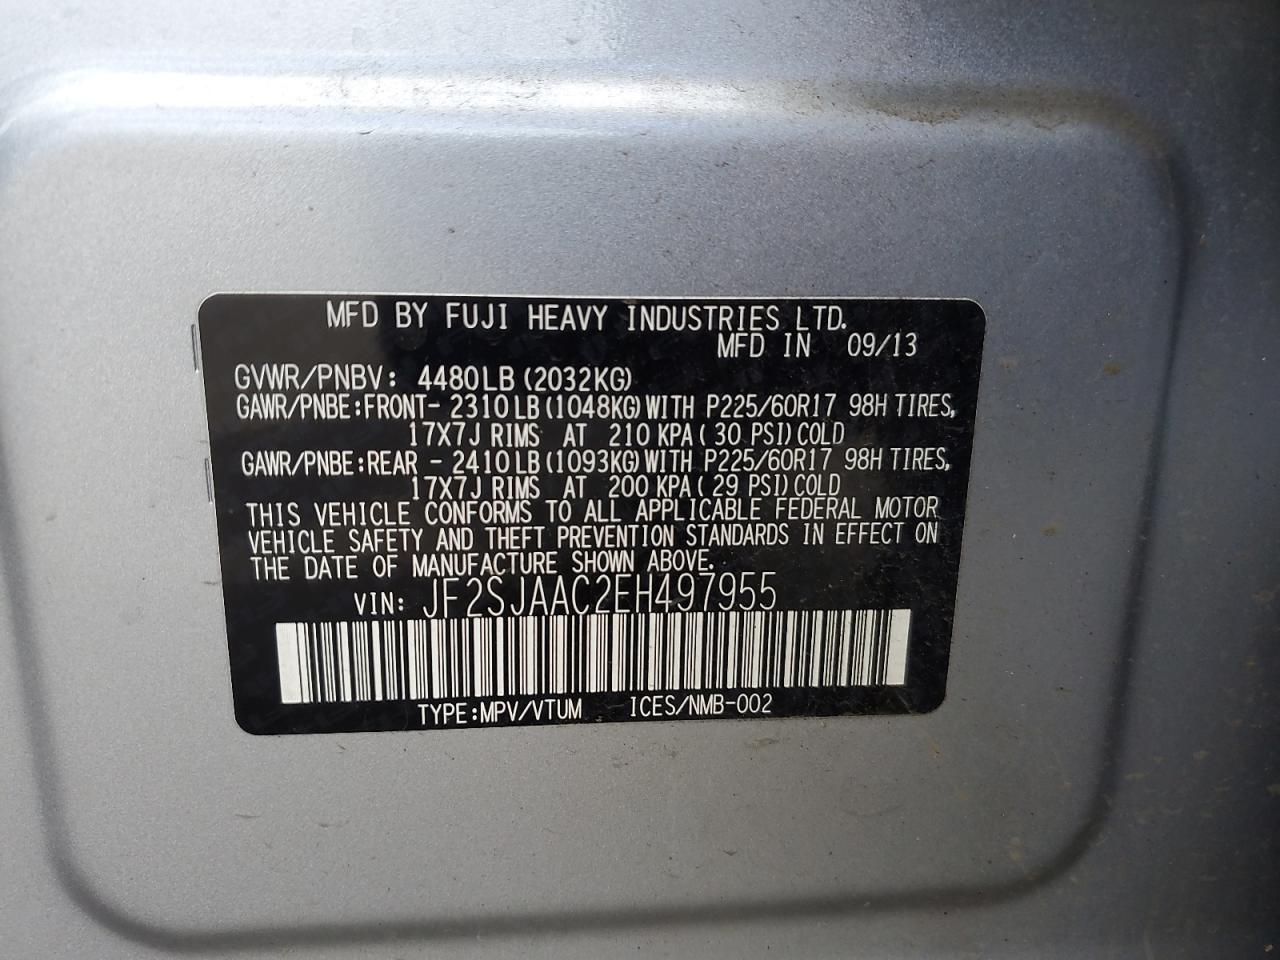 MFD BY FUJI HEAVY INDUSTRIES LTD.
MFD IN 09/13
GVWR/PNBV: 4480LB (2032KG)
GAWR/PNBE:FRONT- 2310LB(1048KG)WITH P225/60R17 98H TIRES,
17X7J RIMS AT 210 KPA( 30 PSI)COLD
GAWR/PNBE:REAR - 2410LB(1093KG)WITH P225/60R17 98H TIRES,
17X7J RIMS AT 200 KPA( 29 PSI)COLD
THIS VEHICLE CONFORMS TO ALL APPLICABLE FEDERAL MOTOR
VEHICLE SAFETY AND THEFT PREVENTION STANDARDS IN EFFECT ON
THE DATE OF MANUFACTURE SHOWN ABOVE.
VIN: JF2SJAAC2EH497955
TYPE:MPV/VTUM ICES/NMB-002